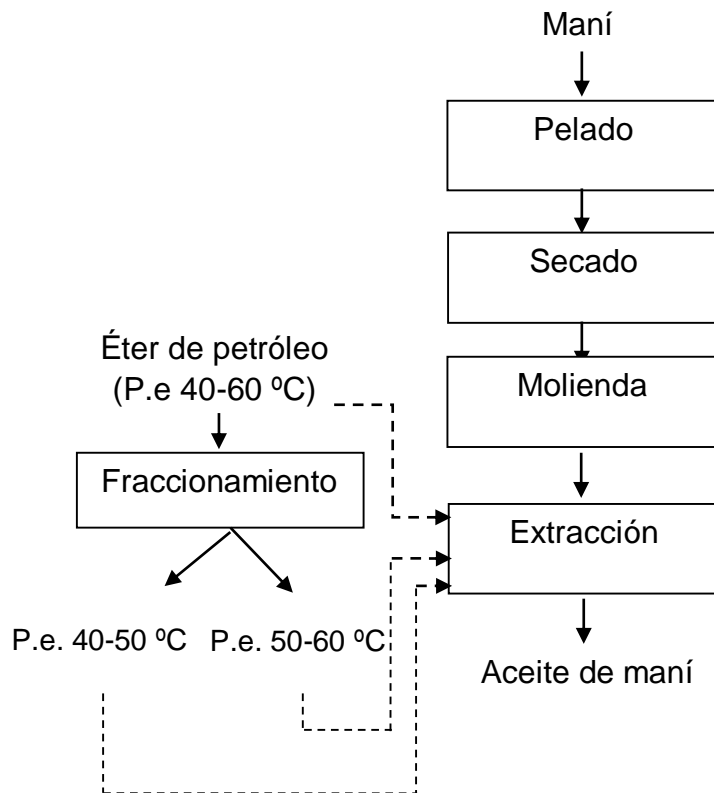 Maní
Pelado
Secado
Éter de petróleo
(P.e 40-60 ºC)
Molienda
Fraccionamiento
Extracción
P.e. 40-50 ºC
P.e. 50-60 ºC
Aceite de maní